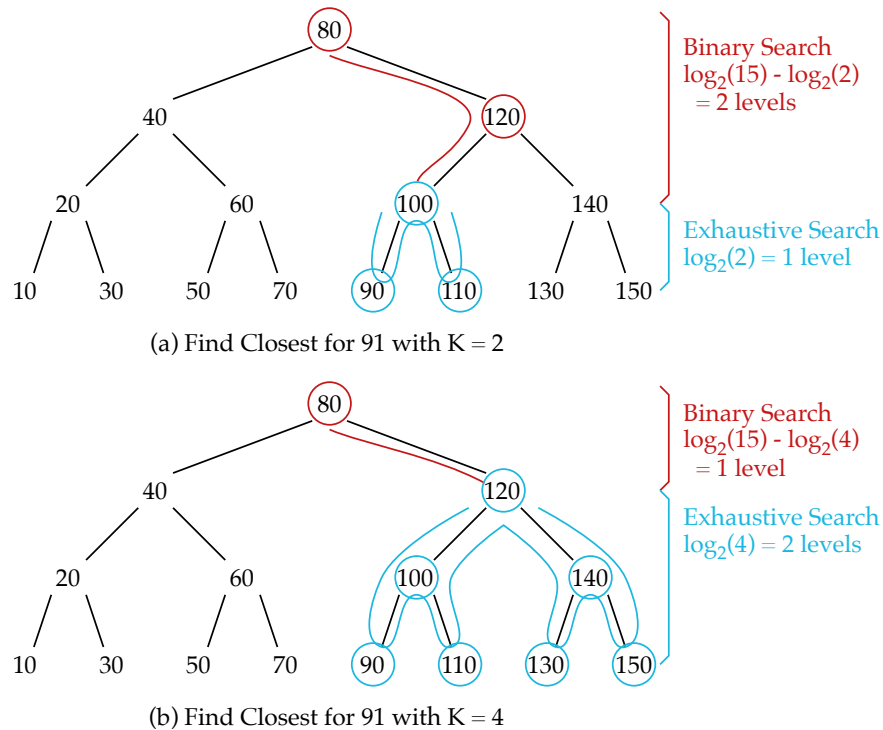 80
Binary Search
log₂(15) - log₂(2)
= 2 levels
40
120
20
60
100
140
Exhaustive Search
log₂(2) = 1 level
10
30
50
70
90
110
130
150
(a) Find Closest for 91 with K = 2
80
Binary Search
log₂(15) - log₂(4)
= 1 level
40
120
Exhaustive Search
log₂(4) = 2 levels
20
60
100
140
10
30
50
70
90
110
130
150
(b) Find Closest for 91 with K = 4